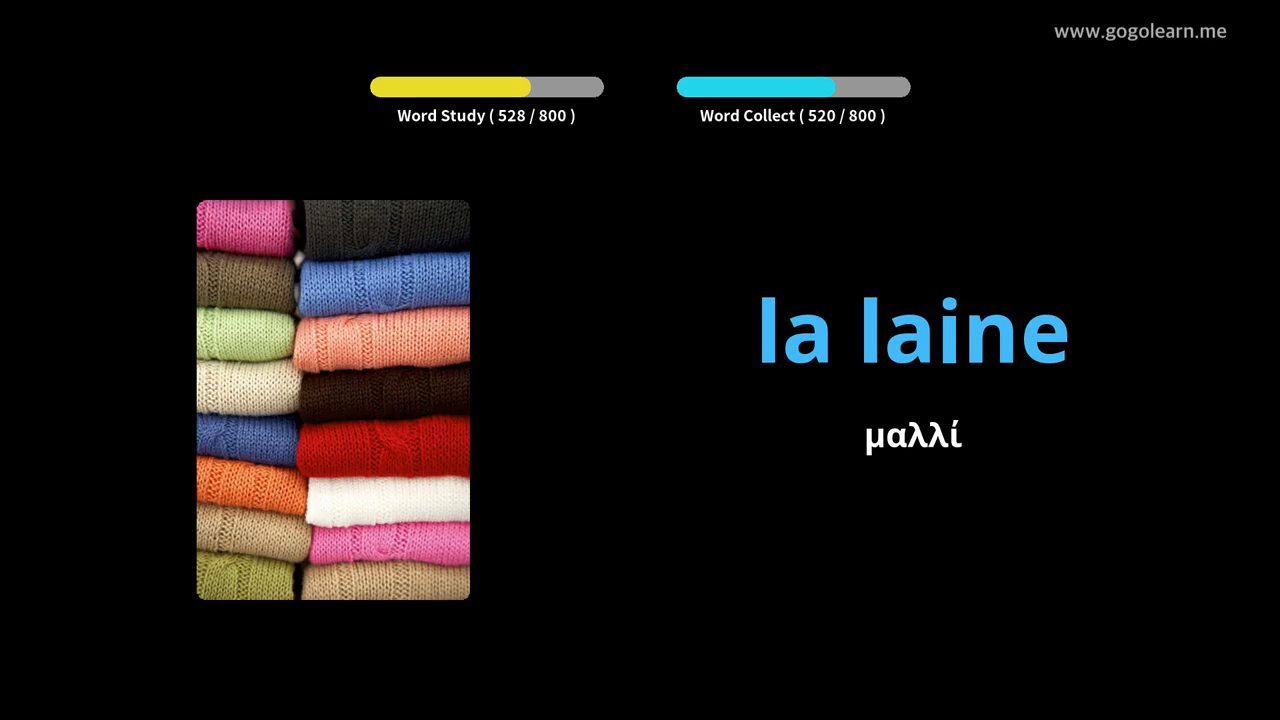 www.gogolearn.me
Word Study ( 528 / 800 )
Word Collect ( 520 / 800 )
la laine
μαλλί